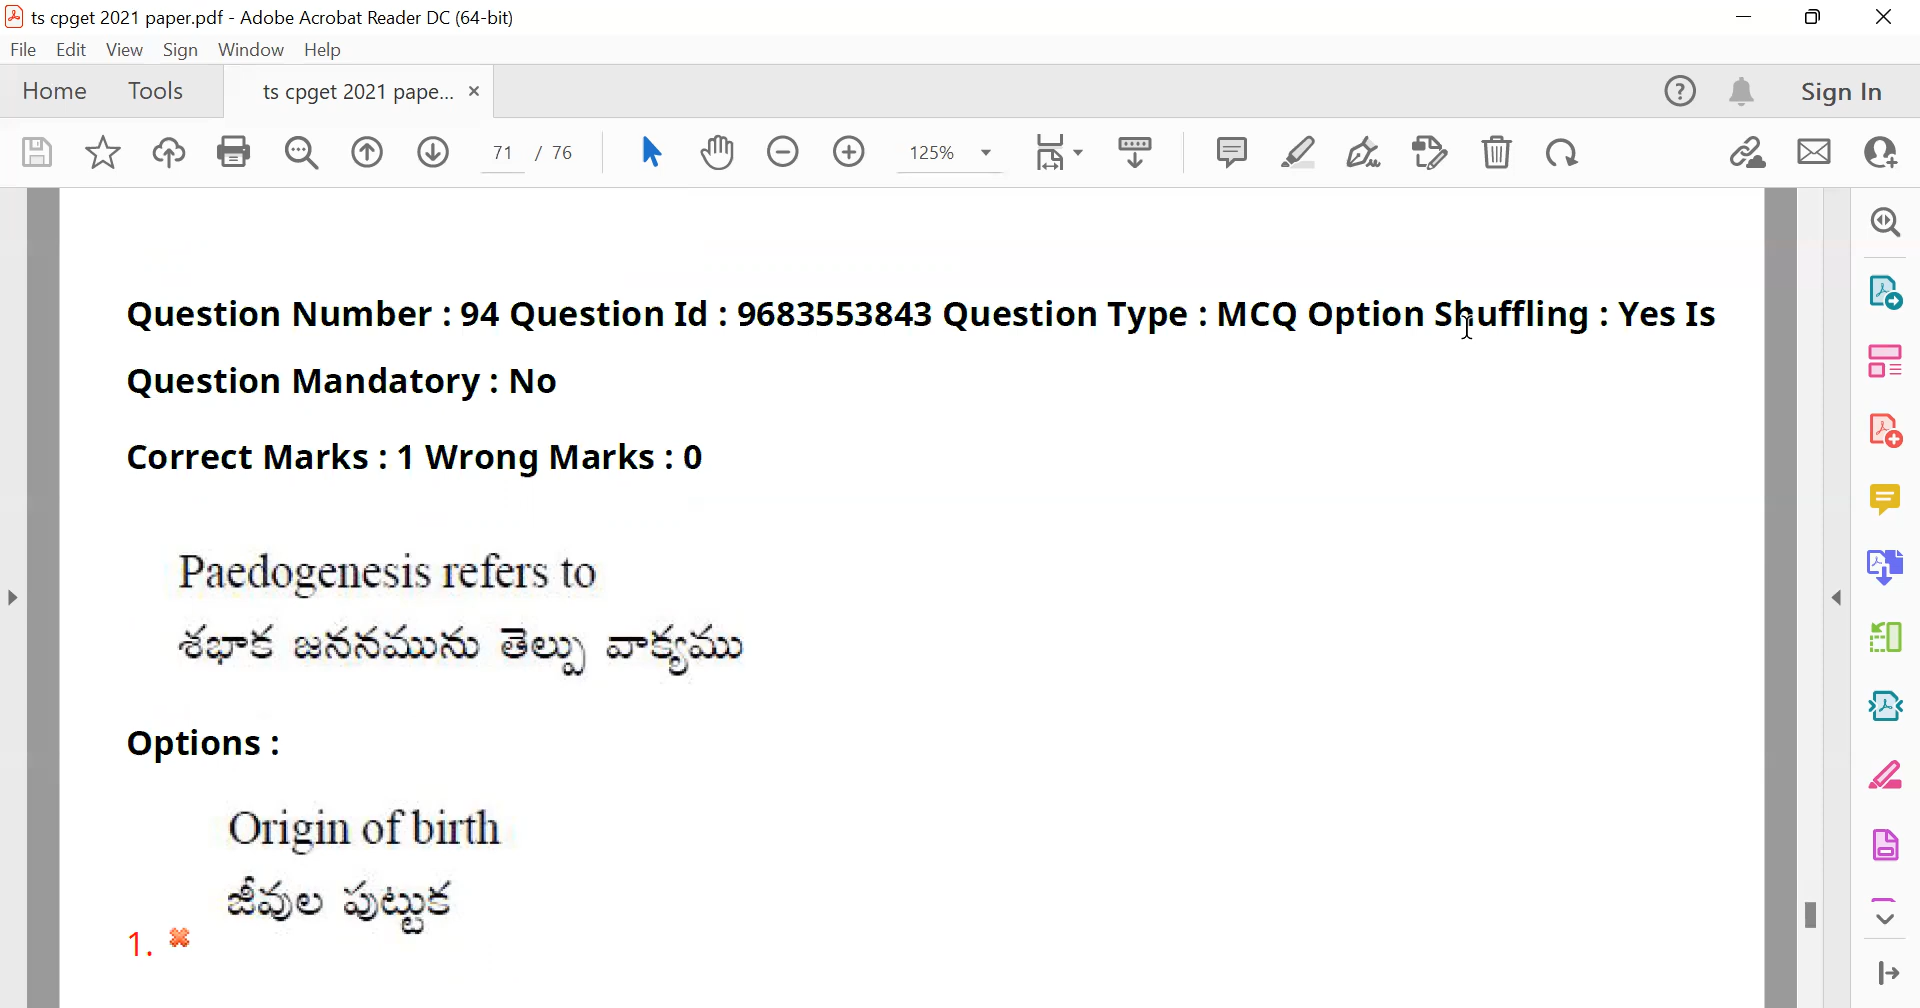 ts cpget 2021 paper.pdf - Adobe Acrobat Reader DC (64-bit)
File Edit View Sign Window Help
Home Tools ts cpget 2021 pape... × Sign In
71 / 76 125%
Question Number : 94 Question Id : 9683553843 Question Type : MCQ Option Shuffling : Yes Is
Question Mandatory : No
Correct Marks : 1 Wrong Marks : 0
Paedogenesis refers to
శభాక జననమును తెల్పు వాక్యము
Options :
Origin of birth
జీవుల పుట్టుక
1.